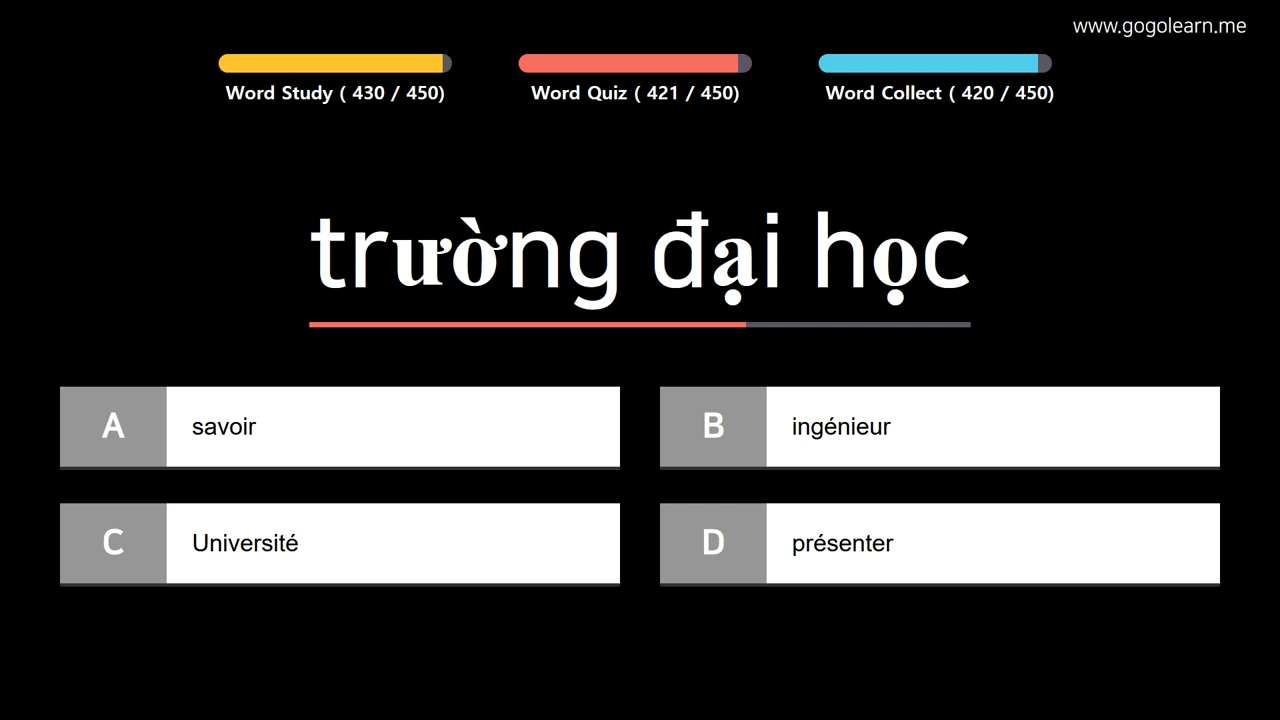 www.gogolearn.me
Word Study ( 430 / 450)
Word Quiz ( 421 / 450)
Word Collect ( 420 / 450)
trường đại học
A savoir
B ingénieur
C Université
D présenter